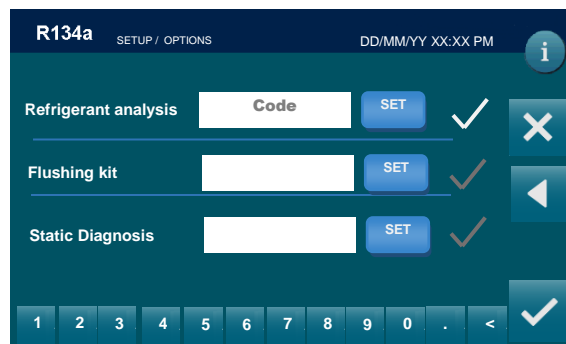 R134a SETUP / OPTIONS DD/MM/YY XX:XX PM
i
Refrigerant analysis Code SET
Flushing kit SET
Static Diagnosis SET
1 2 3 4 5 6 7 8 9 0 . <